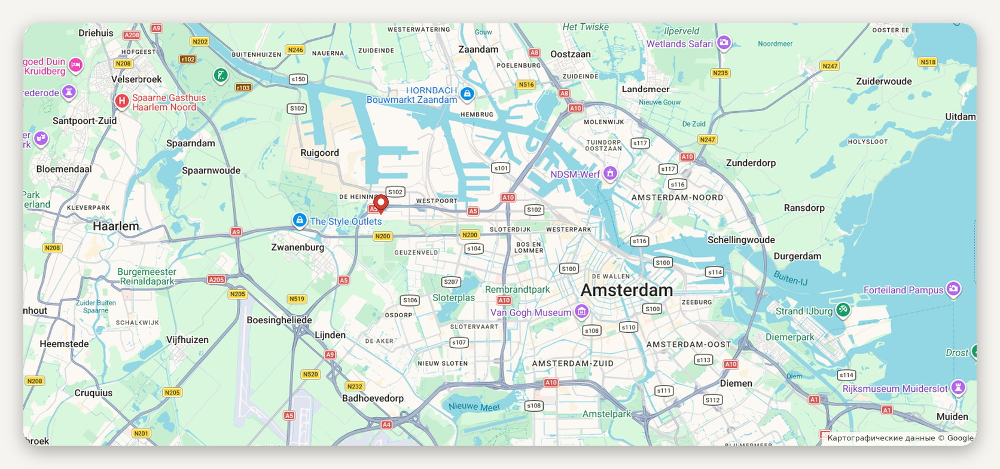 Driehuis
A9
A208
N202
HOFGEEST
N246
BUITENHUIZEN
NAUERNA
ZUIDEINDE
WESTERWATERING
Gouw
Zaandam
Het Twiske
Ilperveld
Wetlands Safari
Noordmeer
OOSTER EE
A8
Oostzaan
POELENBURG
N518
N247
goed Duin
Kruidberg
N208
r102
Velserbroek
s150
r103
N235
ZUIDEINDE
N516
Zuiderwoude
rederode
Spaarne Gasthuis
Haarlem Noord
HORNBACH
Bouwmarkt Zaandam
A8
Landsmeer
Nieuwe Gouw
S102
HEMBRUG
A10
Santpoort-Zuid
MOLENWIJK
De Zuid
Uitdam
er
rk
Spaarndam
Ruigoord
TUINDORP
OOSTZAAN
s117
N247
HOLYSLOOT
Bloemendaal
Spaarnwoude
s101
NDSM-Werf
A10
s117
s116
Zunderdorp
Park
erland
KLEVERPARK
DE HEINING
S102
A5
WESTPOORT
A10
A5
S102
AMSTERDAM-NOORD
Ransdorp
Haarlem
The Style Outlets
A9
N200
N200
SLOTERDIJK
WESTERPARK
N208
Zwanenburg
GEUZENVELD
s104
BOS EN
LOMMER
s116
Schellingwoude
Durgerdam
Burgemeester
Reinaldapark
A205
A5
S207
S100
S100
s114
DE WALLEN
Buiten-IJ
N205
N519
S106
Sloterplas
Rembrandtpark
Amsterdam
Forteiland Pampus
Zuider Buiten
Spaarne
nhout
A10
Van Gogh Museum
S100
ZEEBURG
Strand IJburg
SCHALKWIJK
Boesingheliede
OSDORP
SLOTERVAART
s108
s110
Heemstede
Vijfhuizen
Lijnden
DE AKER
s107
AMSTERDAM-OOST
Diemerpark
Drost
A9
NIEUW SLOTEN
AMSTERDAM-ZUID
s113
A10
N208
N520
N232
A10
Diemen
Diem
s114
Cruquius
N205
Badhoevedorp
s111
S112
A1
Rijksmuseum Muiderslot
Nieuwe Meer
s108
Amstelpark
A5
A1
Muiden
N201
A4
broek
BIJLMERMEER
Картографические данные © Google